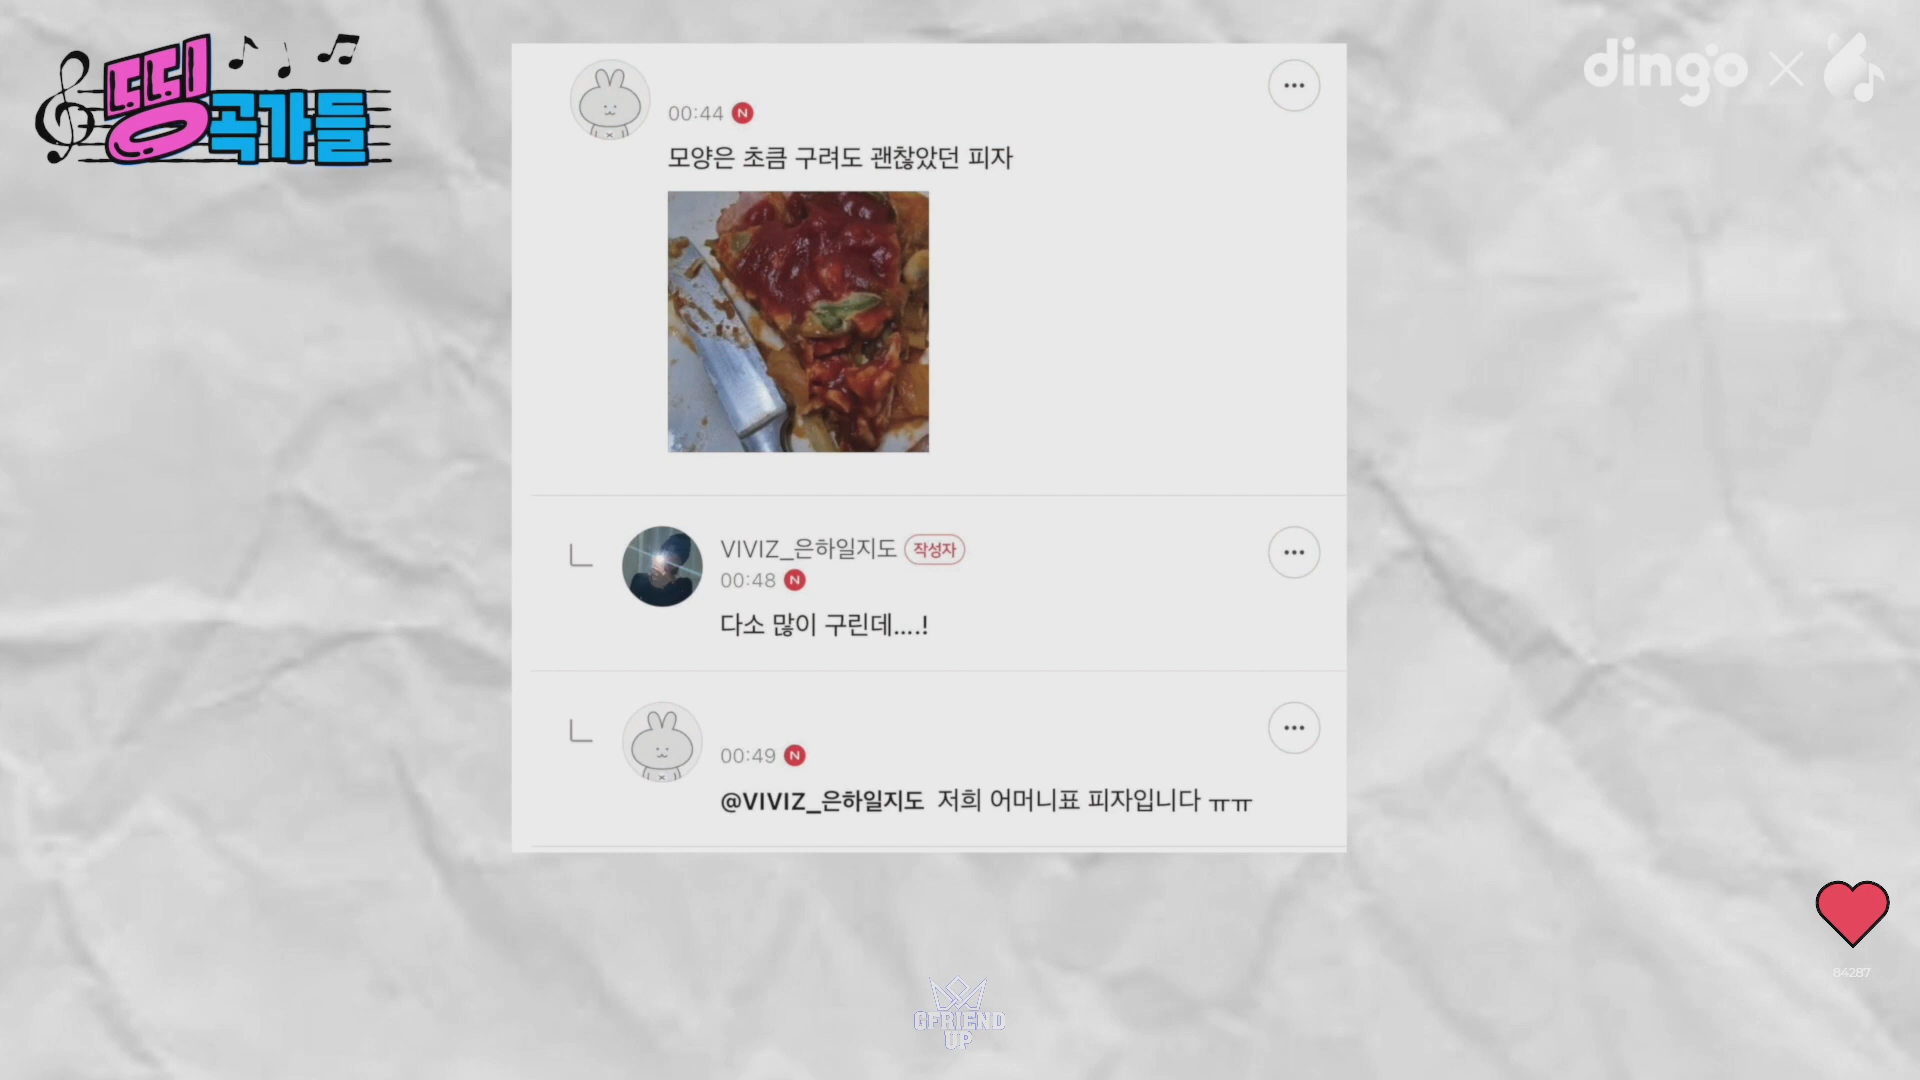 띵곡가들
dingo
00:44 N
모양은 초큼 구려도 괜찮았던 피자
VIVIZ_은하일지도 작성자
00:48 N
다소 많이 구린데....!
00:49 N
@VIVIZ_은하일지도 저희 어머니표 피자입니다 ㅠㅠ
84287
GFRIEND
UP